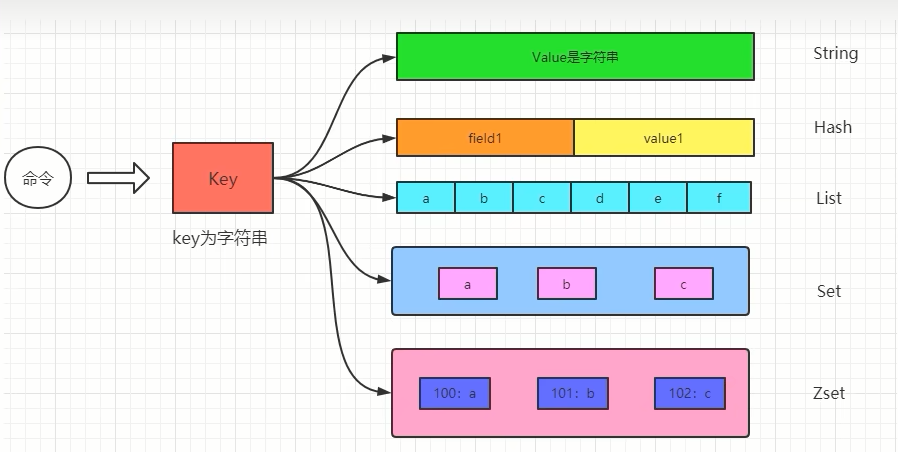 命令
Key
key为字符串
Value是字符串
String
field1
value1
Hash
a b c d e f
List
a b c
Set
100: a 101: b 102: c
Zset